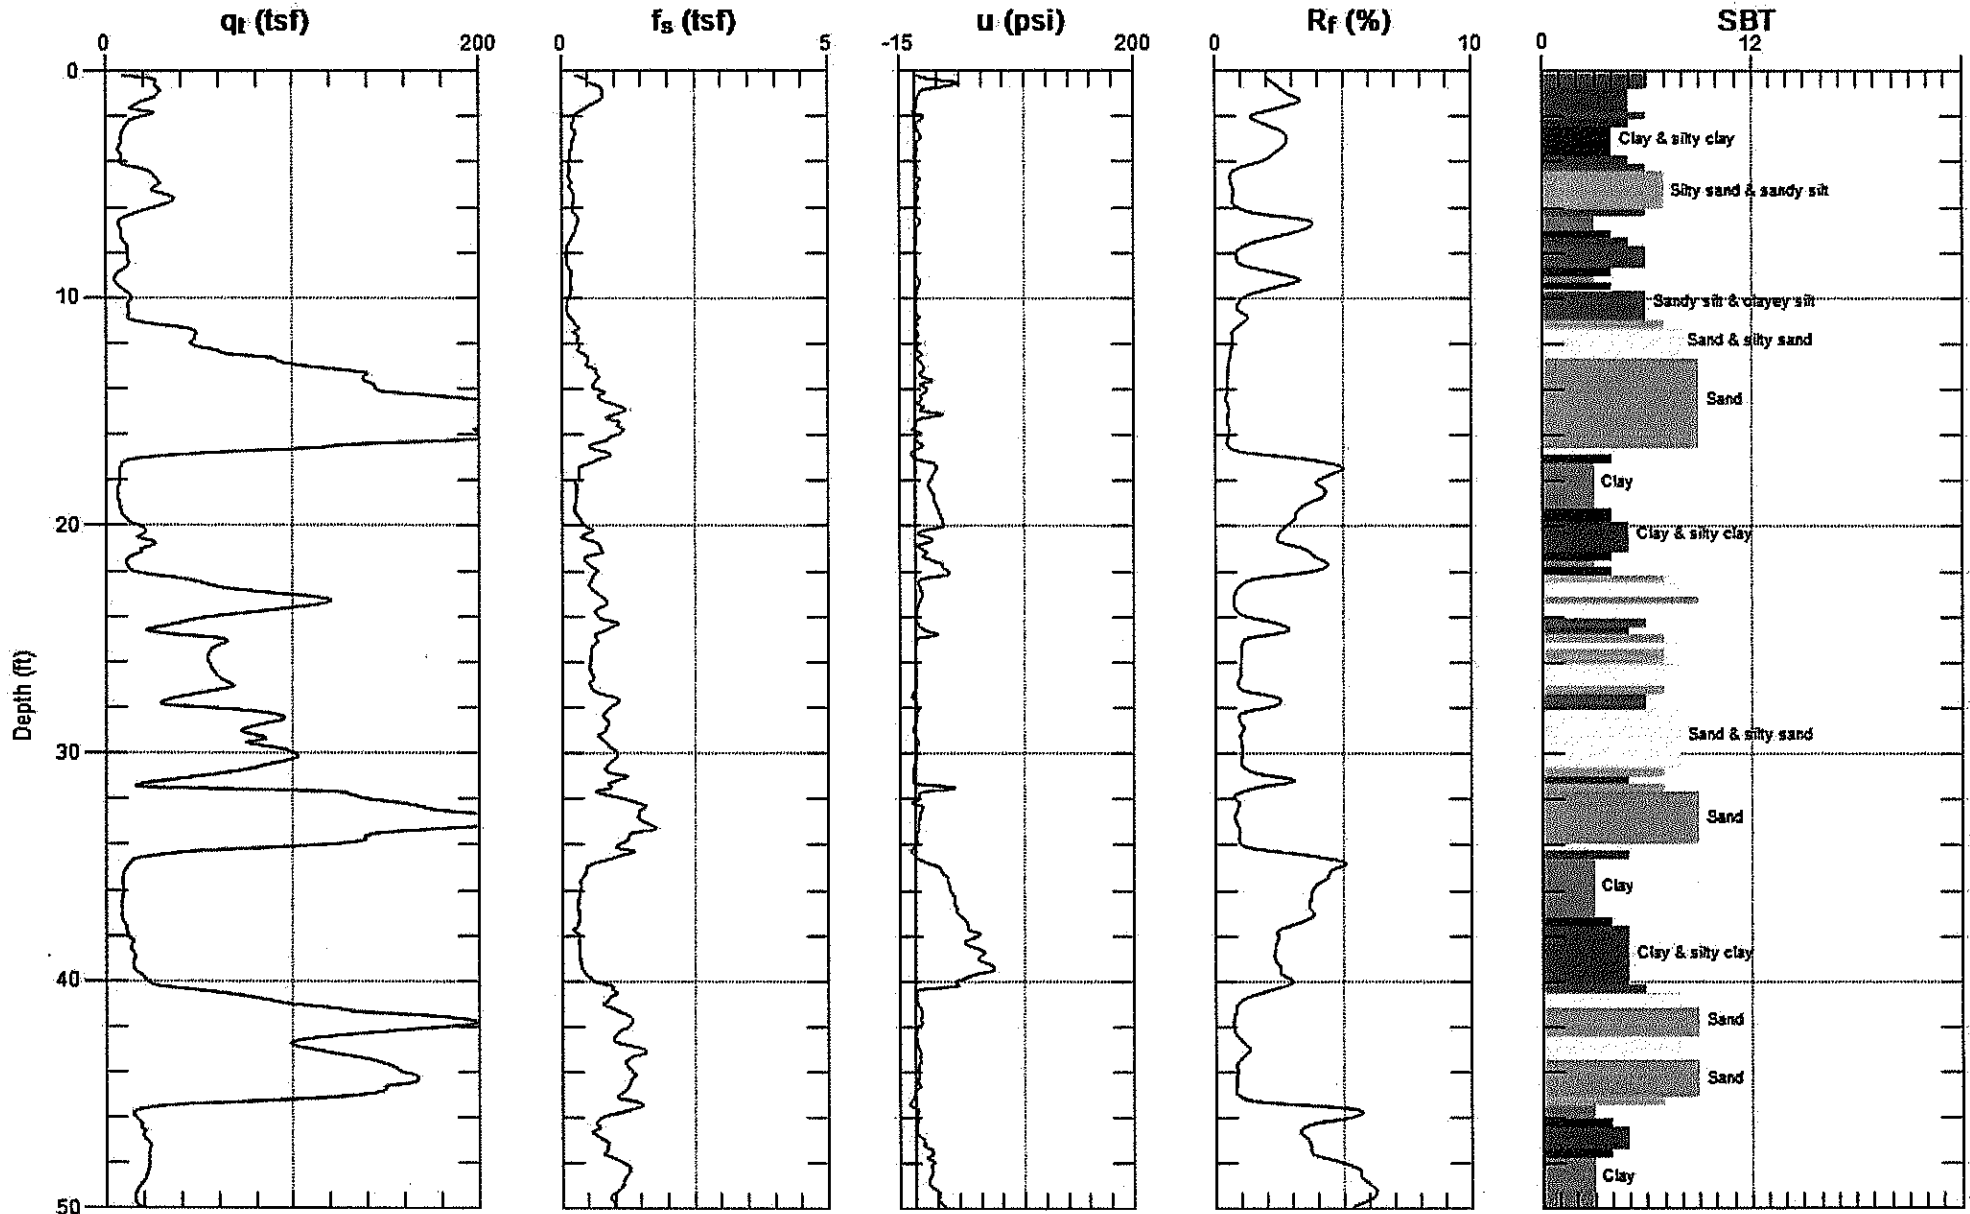 qt (tsf)
fs (tsf)
u (psi)
Rf (%)
SBT
0
200
0
5
-15
200
0
10
0
12
0
Clay & silty clay
Silty sand & sandy silt
10
Sandy silt & clayey silt
Sand & silty sand
Sand
Clay
20
Clay & silty clay
Depth (ft)
Sand & silty sand
30
Sand
Clay
Clay & silty clay
40
Sand
Sand
Clay
50